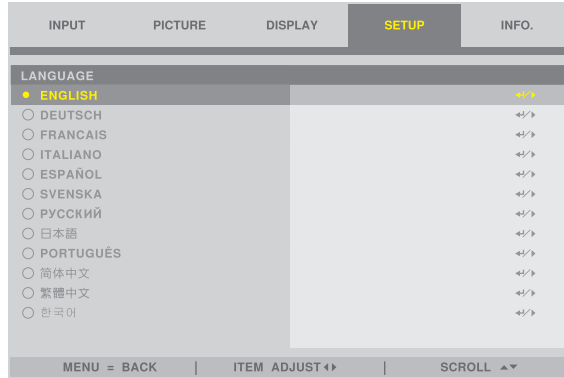 INPUT PICTURE DISPLAY SETUP INFO.
LANGUAGE
ENGLISH
DEUTSCH
FRANCAIS
ITALIANO
ESPAÑOL
SVENSKA
РУССКИЙ
日本語
PORTUGUÊS
简体中文
繁體中文
한국어
MENU = BACK | ITEM ADJUST | SCROLL